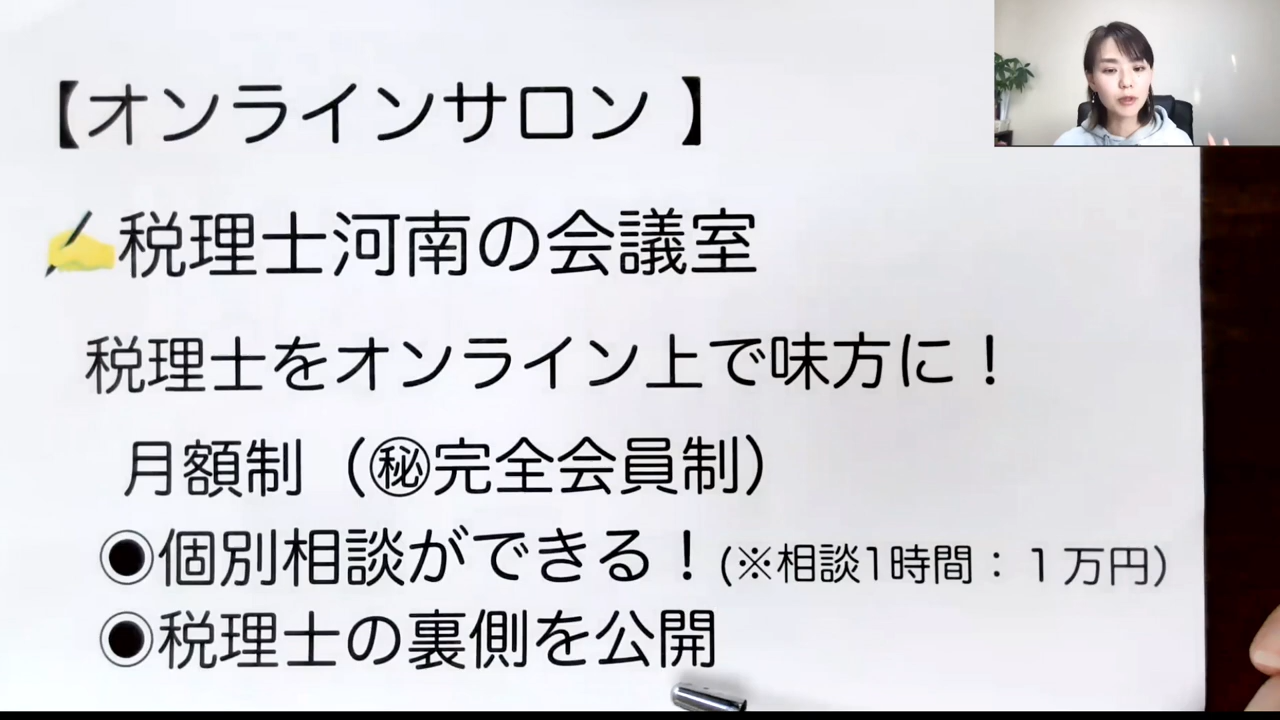 【オンラインサロン 】
税理士河南の会議室
税理士をオンライン上で味方に！
月額制（㊙完全会員制）
◉個別相談ができる！(※相談1時間：１万円）
◉税理士の裏側を公開